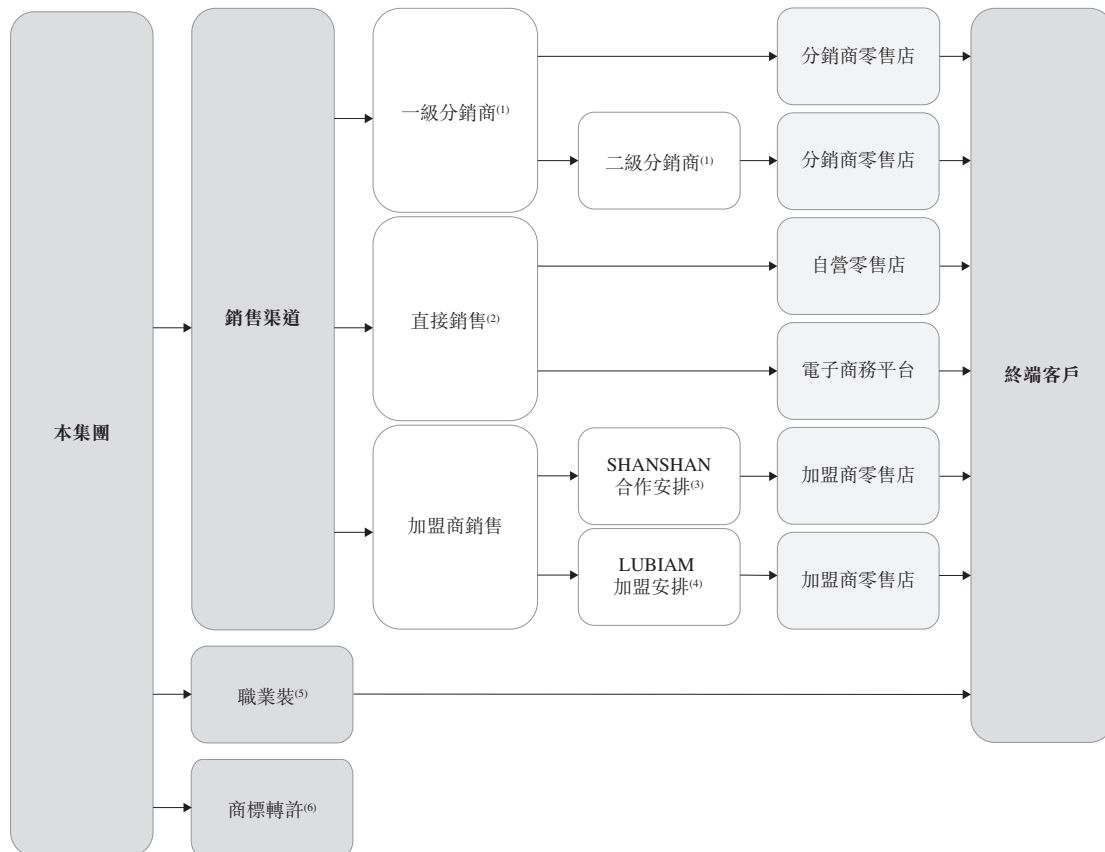 本集團
銷售渠道
一級分銷商(1)
分銷商零售店
二級分銷商(1)
分銷商零售店
直接銷售(2)
自營零售店
電子商務平台
加盟商銷售
SHANSHAN
合作安排(3)
加盟商零售店
LUBIAM
加盟安排(4)
加盟商零售店
終端客戶
職業裝(5)
商標轉許(6)